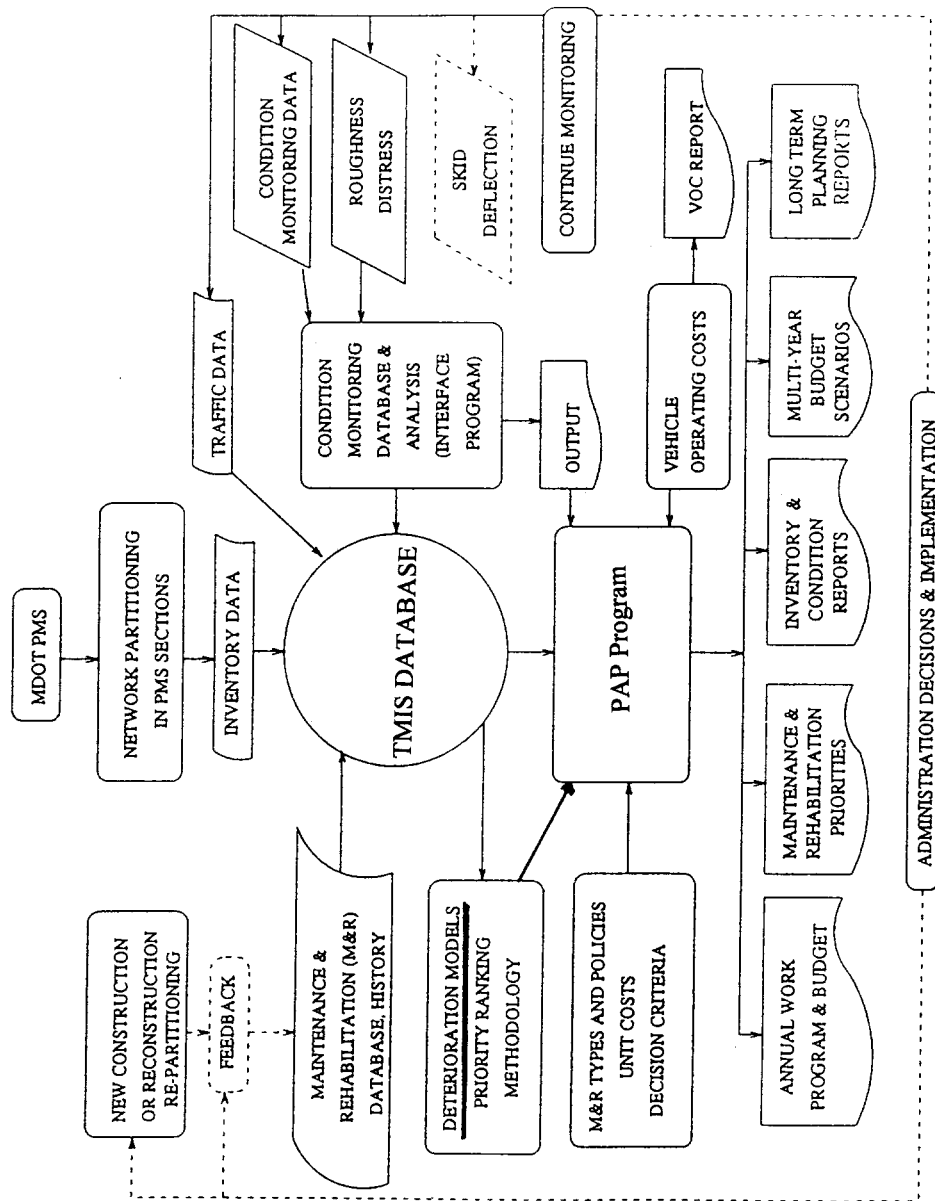 MDOT PMS
NETWORK PARTITIONING
IN PMS SECTIONS
INVENTORY DATA
TRAFFIC DATA
NEW CONSTRUCTION
OR RECONSTRUCTION
RE-PARTITIONING
FEEDBACK
MAINTENANCE &
REHABILITATION (M&R)
DATABASE, HISTORY
TMIS DATABASE
CONDITION
MONITORING
DATABASE &
ANALYSIS
(INTERFACE
PROGRAM)
CONDITION
MONITORING DATA
ROUGHNESS
DISTRESS
SKID
DEFLECTION
CONTINUE MONITORING
DETERIORATION MODELS
PRIORITY RANKING
METHODOLOGY
M&R TYPES AND POLICIES
UNIT COSTS
DECISION CRITERIA
PAP Program
OUTPUT
VEHICLE
OPERATING COSTS
VOC REPORT
ANNUAL WORK
PROGRAM & BUDGET
MAINTENANCE &
REHABILITATION
PRIORITIES
INVENTORY &
CONDITION
REPORTS
MULTI-YEAR
BUDGET
SCENARIOS
LONG TERM
PLANNING
REPORTS
ADMINISTRATION DECISIONS & IMPLEMENTATION